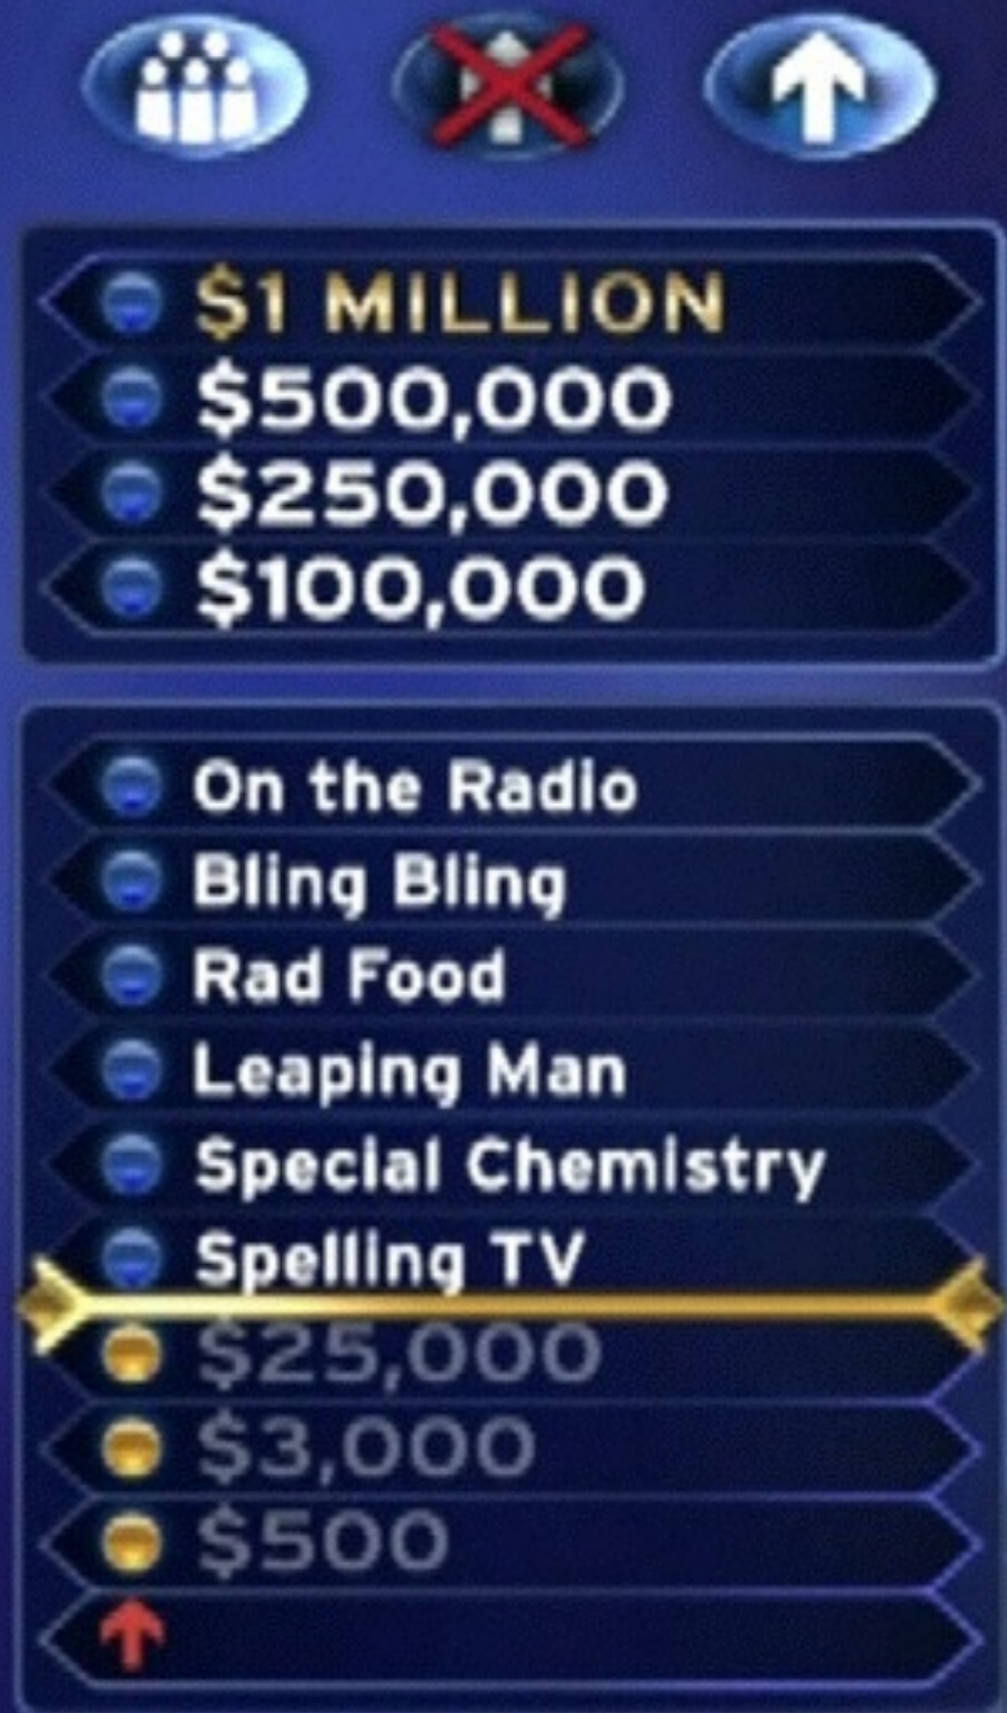 $1 MILLION
$500,000
$250,000
$100,000
On the Radio
Bling Bling
Rad Food
Leaping Man
Special Chemistry
Spelling TV
$25,000
$3,000
$500